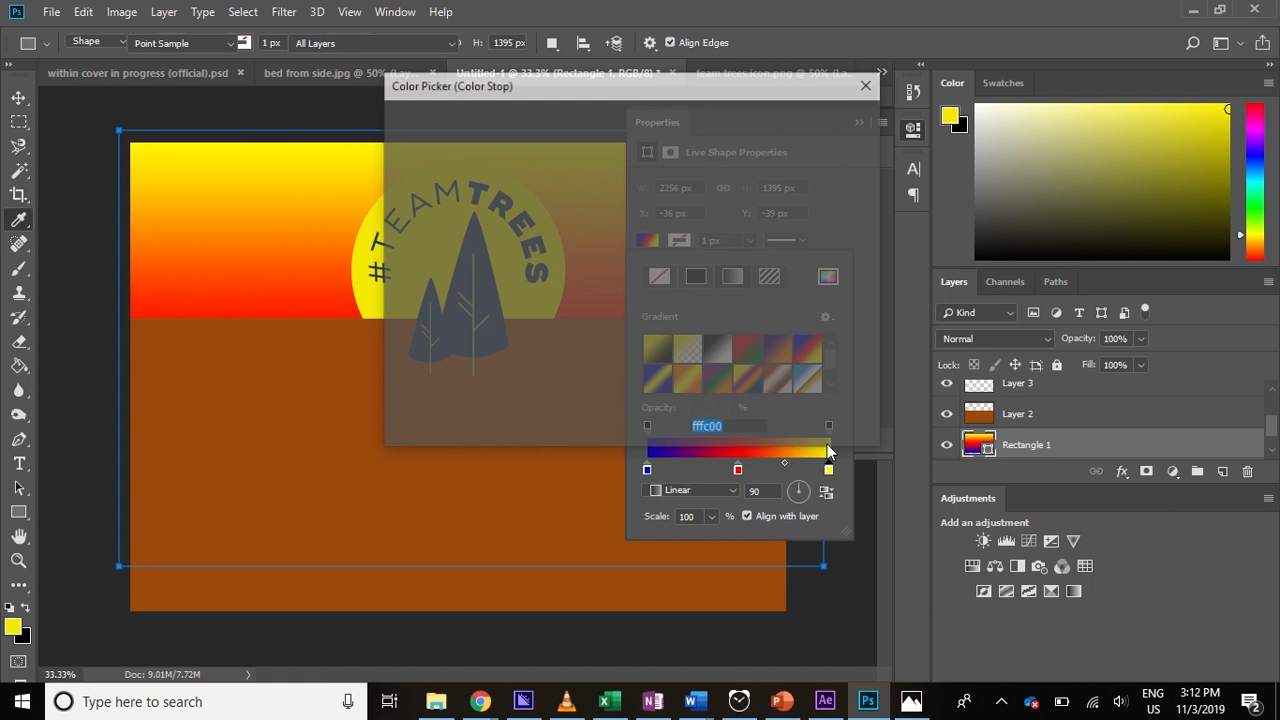 Ps File Edit Image Layer Type Select Filter 3D View Window Help
Shape Point Sample 1 px All Layers H: 1395 px Align Edges
within cover in progress (official).psd × bed from side.jpg @ 50% (Lay... × Untitled-1 @ 33.3% (Rectangle 1, RGB/8) * × team trees icon.png @ 50% (La...
Color Picker (Color Stop)
Properties
Live Shape Properties
W: 2256 px GO H: 1395 px
X: -36 px Y: -39 px
1 px
Gradient
Opacity: %
fffc00
Linear 90
Scale: 100 % Align with layer
#TEAMTREES
Color Swatches
Layers Channels Paths
Kind
Normal Opacity: 100%
Lock: Fill: 100%
Layer 3
Layer 2
Rectangle 1
Adjustments
Add an adjustment
33.33% Doc: 9.01M/7.72M
Type here to search
Ae Ps
ENG 3:12 PM
US 11/3/2019
2